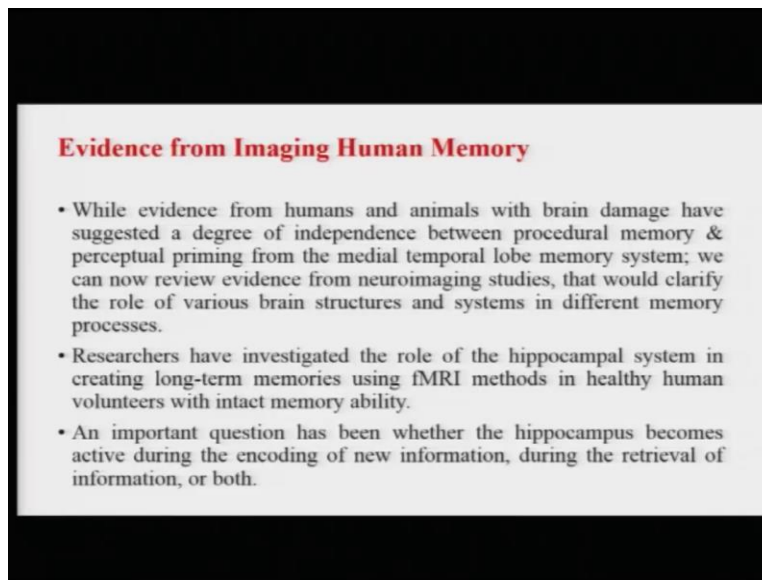 Evidence from Imaging Human Memory
• While evidence from humans and animals with brain damage have
suggested a degree of independence between procedural memory &
perceptual priming from the medial temporal lobe memory system; we
can now review evidence from neuroimaging studies, that would clarify
the role of various brain structures and systems in different memory
processes.
• Researchers have investigated the role of the hippocampal system in
creating long-term memories using fMRI methods in healthy human
volunteers with intact memory ability.
• An important question has been whether the hippocampus becomes
active during the encoding of new information, during the retrieval of
information, or both.